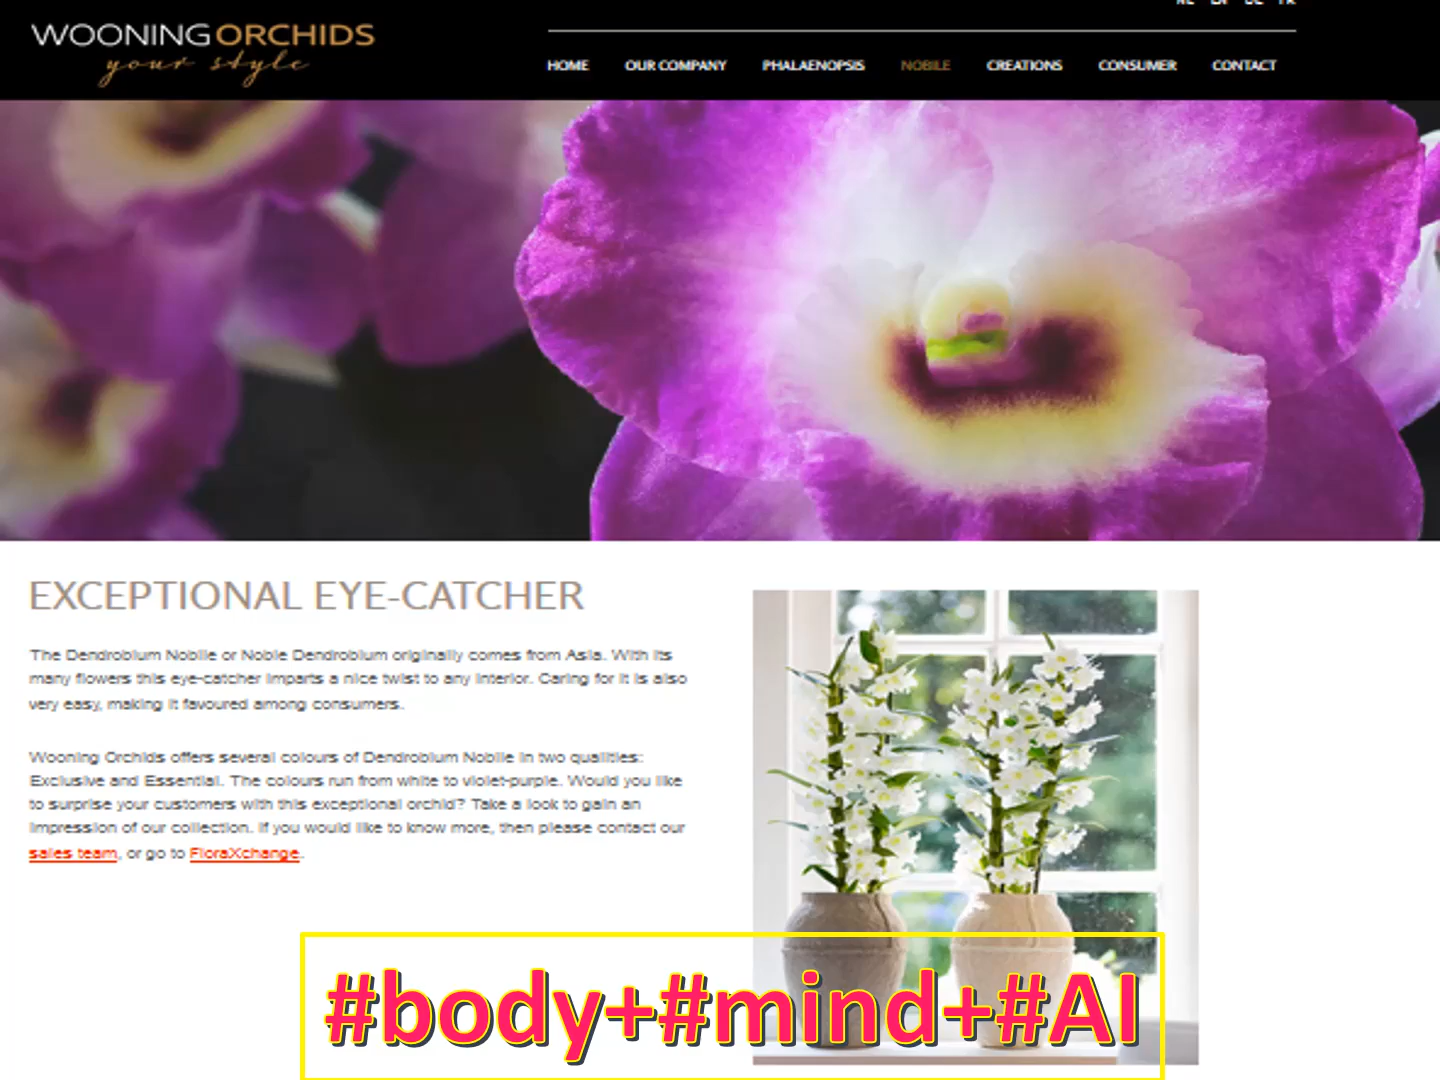 WOONING ORCHIDS
your style
HOME OUR COMPANY PHALAENOPSIS NOBILE CREATIONS CONSUMER CONTACT
EXCEPTIONAL EYE-CATCHER
The Dendrobium Nobile or Noble Dendrobium originally comes from Asia. With its
many flowers this eye-catcher imparts a nice twist to any interior. Caring for it is also
very easy, making it favoured among consumers.
Wooning Orchids offers several colours of Dendrobium Nobile in two qualities:
Exclusive and Essential. The colours run from white to violet-purple. Would you like
to surprise your customers with this exceptional orchid? Take a look to gain an
impression of our collection. If you would like to know more, then please contact our
sales team, or go to FloraXchange.
#body+#mind+#AI